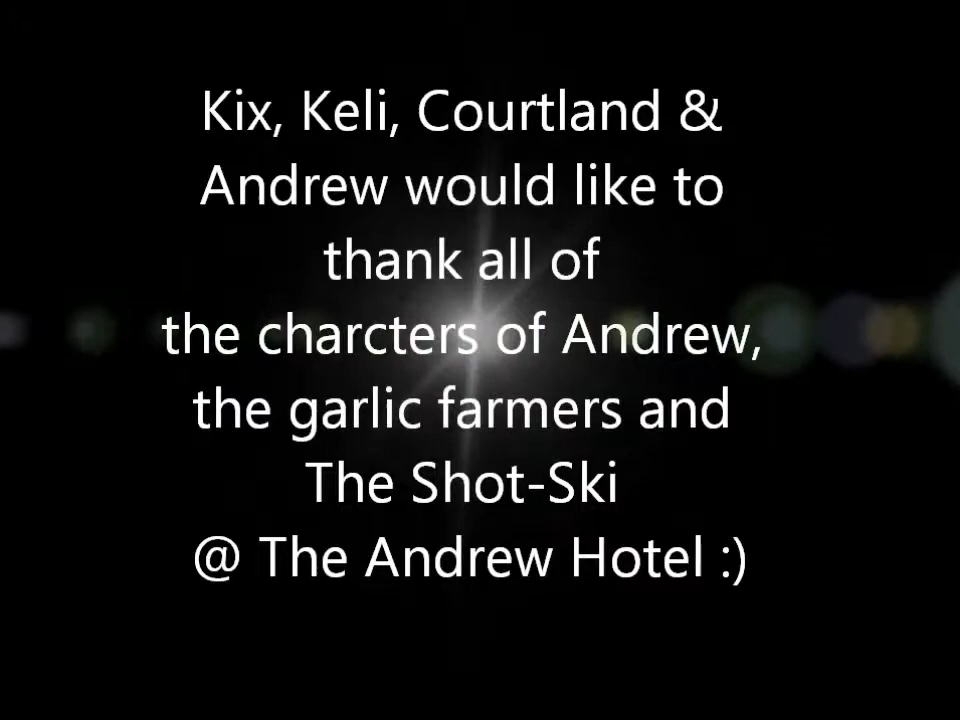 Kix, Keli, Courtland &
Andrew would like to
thank all of
the charcters of Andrew,
the garlic farmers and
The Shot-Ski
@ The Andrew Hotel :)